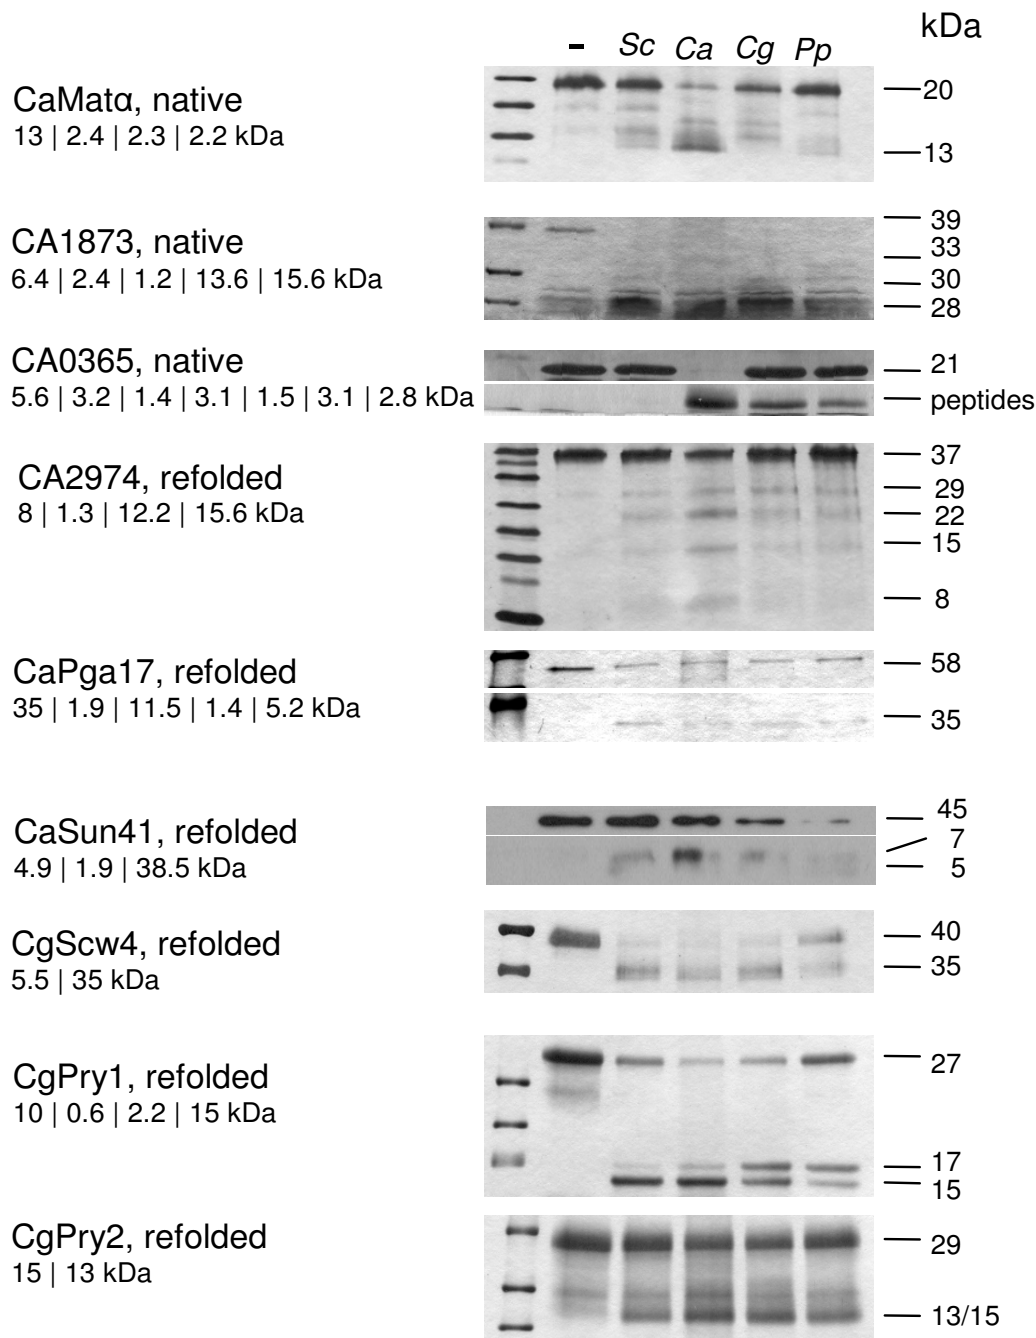 kDa
- Sc Ca Cg Pp
CaMatα, native
13 | 2.4 | 2.3 | 2.2 kDa
20
13
CA1873, native
6.4 | 2.4 | 1.2 | 13.6 | 15.6 kDa
39
33
30
28
CA0365, native
5.6 | 3.2 | 1.4 | 3.1 | 1.5 | 3.1 | 2.8 kDa
21
peptides
CA2974, refolded
8 | 1.3 | 12.2 | 15.6 kDa
37
29
22
15
8
CaPga17, refolded
35 | 1.9 | 11.5 | 1.4 | 5.2 kDa
58
35
CaSun41, refolded
4.9 | 1.9 | 38.5 kDa
45
7
5
CgScw4, refolded
5.5 | 35 kDa
40
35
CgPry1, refolded
10 | 0.6 | 2.2 | 15 kDa
27
17
15
CgPry2, refolded
15 | 13 kDa
29
13/15